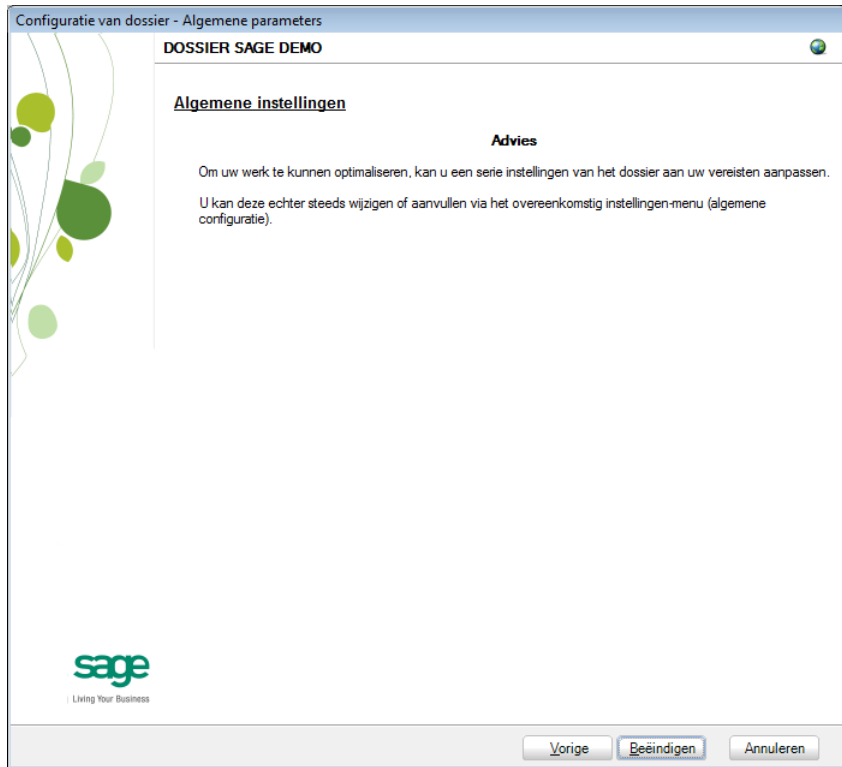 Configuratie van dossier - Algemene parameters
DOSSIER SAGE DEMO
Algemene instellingen
Advies
Om uw werk te kunnen optimaliseren, kan u een serie instellingen van het dossier aan uw vereisten aanpassen.
U kan deze echter steeds wijzigen of aanvullen via het overeenkomstig instellingen-menu (algemene
configuratie).
sage
Living Your Business
Vorige
Beëindigen
Annuleren